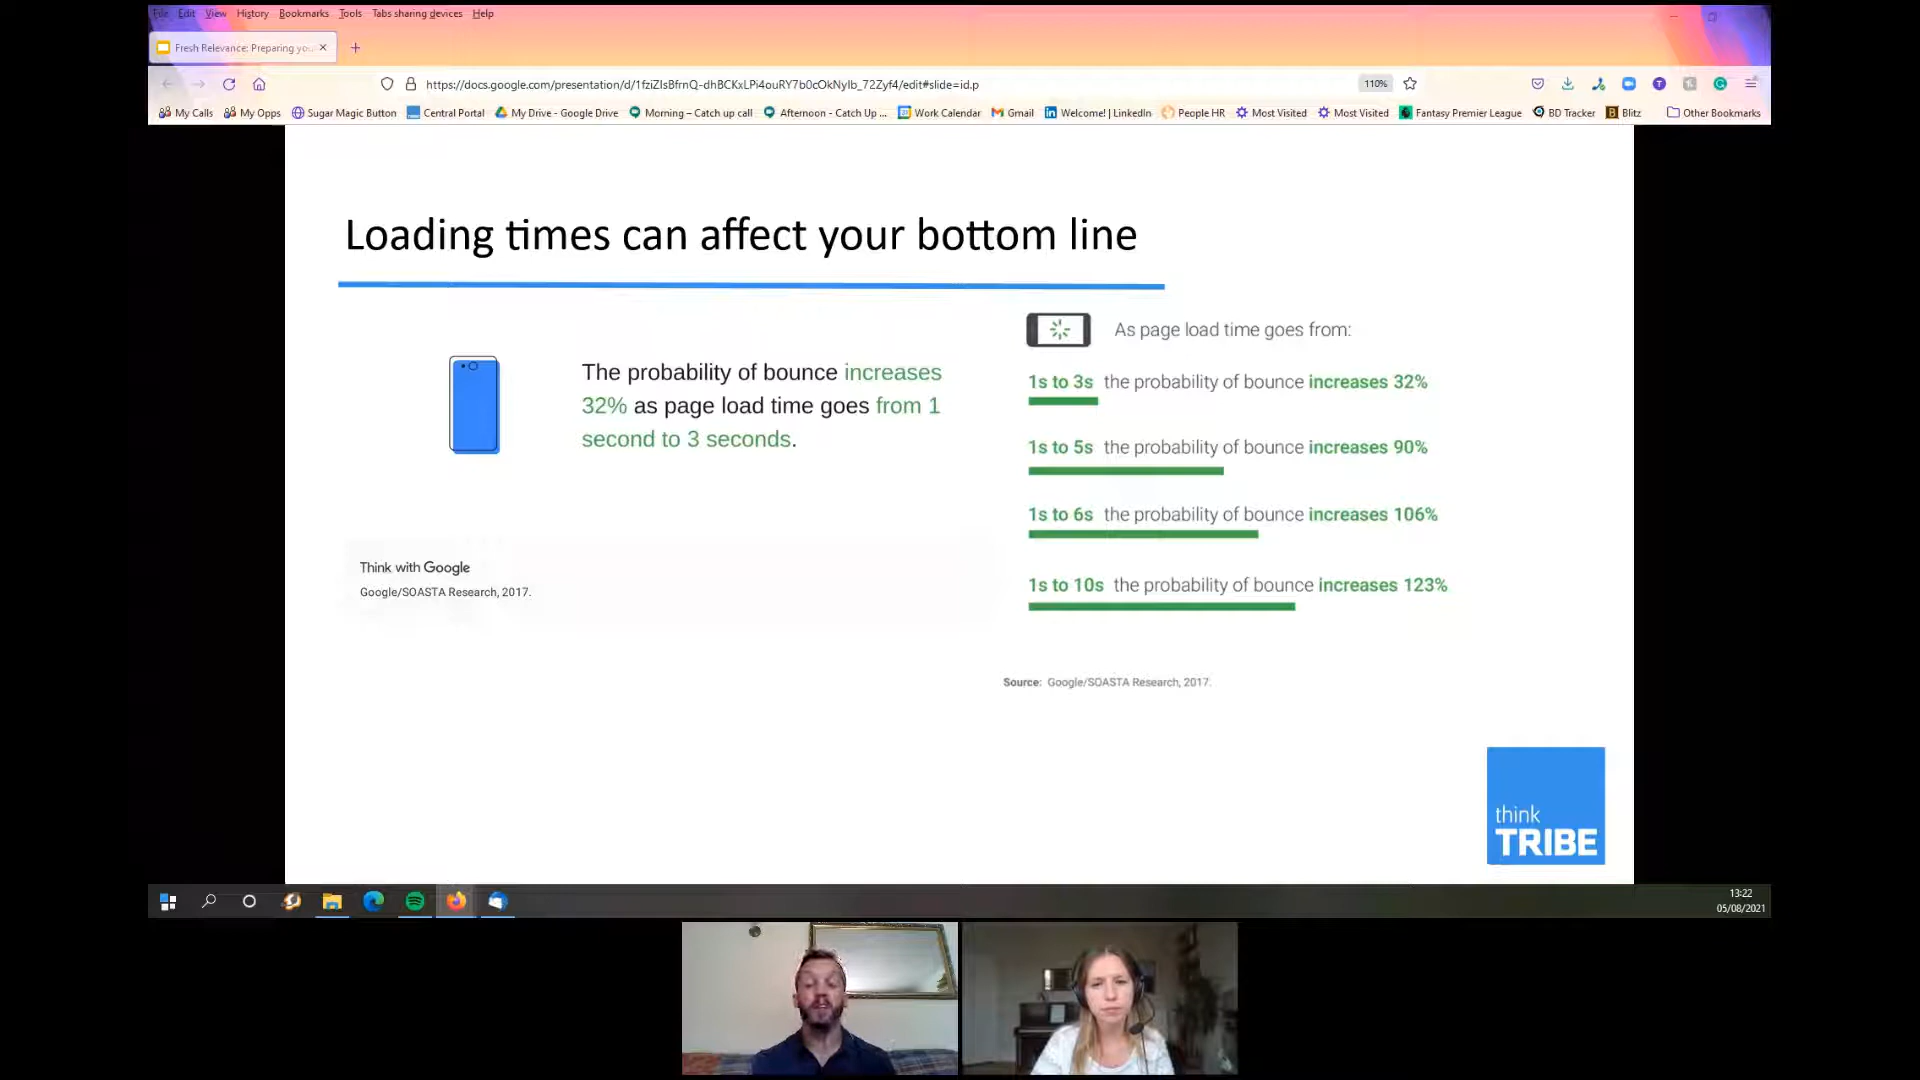 File Edit View History Bookmarks Tools Tabs sharing devices Help
Fresh Relevance: Preparing you
https://docs.google.com/presentation/d/1fziZIsBfrnQ-dhBCKxLPi4ouRY7b0cOkNyIb_72Zyf4/edit#slide=id.p
110%
My Calls My Opps Sugar Magic Button Central Portal My Drive - Google Drive Morning – Catch up call Afternoon - Catch Up ... Work Calendar Gmail Welcome! | LinkedIn People HR Most Visited Most Visited Fantasy Premier League BD Tracker Blitz Other Bookmarks
Loading times can affect your bottom line
The probability of bounce increases
32% as page load time goes from 1
second to 3 seconds.
Think with Google
Google/SOASTA Research, 2017.
As page load time goes from:
1s to 3s the probability of bounce increases 32%
1s to 5s the probability of bounce increases 90%
1s to 6s the probability of bounce increases 106%
1s to 10s the probability of bounce increases 123%
Source: Google/SOASTA Research, 2017.
think
TRIBE
13:22
05/08/2021